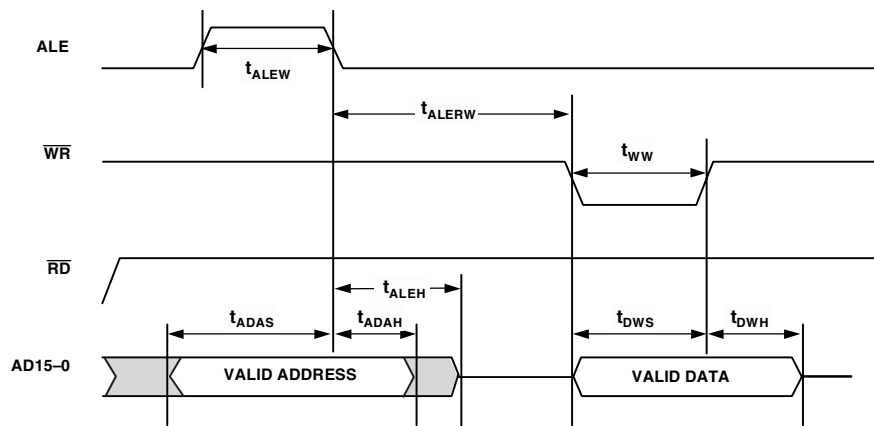 ALE
tALEW
tALERW
WR
tWW
RD
tALEH
tADAS
tADAH
tDWS
tDWH
AD15–0
VALID ADDRESS
VALID DATA